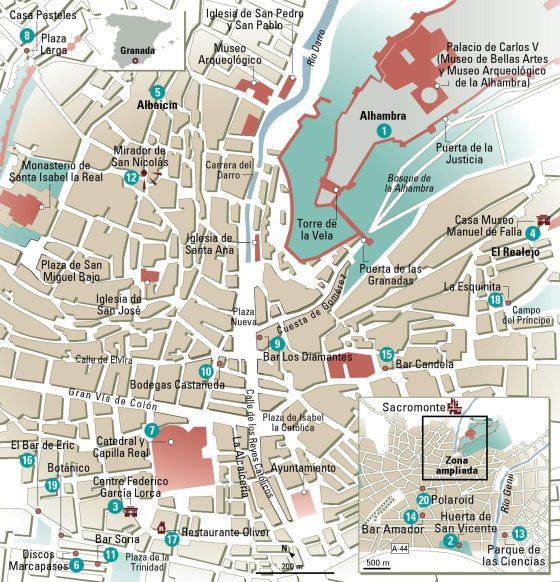 Casa Pasteles
8
Plaza
Larga
Granada
Iglesia de San Pedro
y San Pablo
Museo
Arqueológico
Río Darro
Palacio de Carlos V
(Museo de Bellas Artes
y Museo Arqueológico
de la Alhambra)
5
Albaicín
Alhambra
1
Mirador de
San Nicolás
12
Monasterio de
Santa Isabel la Real
Carrera del
Darro
Puerta de la
Justicia
Bosque de
la Alhambra
Torre de
la Vela
Casa Museo
Manuel de Falla
4
El Realejo
Iglesia de
Santa Ana
Plaza de San
Miguel Bajo
Puerta de las
Granadas
La Esquinita
18
Campo
del Príncipe
Iglesia de
San José
Plaza
Nueva
Cuesta de Gomérez
9
Bar Los Diamantes
15
Bar Candela
Calle de Elvira
10
Bodegas Castañeda
Gran Vía de Colón
Calle de los Reyes Católicos
Plaza de Isabel
la Católica
Sacromonte
7
Catedral y
Capilla Real
La Alcaicería
Zona
ampliada
El Bar de Eric
16
Botánico
19
Ayuntamiento
Centro Federico
García Lorca
3
Río Genil
20
Polaroid
14
Bar Amador
Huerta de
San Vicente
2
13
Parque de
las Ciencias
A-44
500 m
Bar Soria
11
17
Restaurante Oliver
Discos
Marcapasos
6
Plaza de la
Trinidad
N
200 m